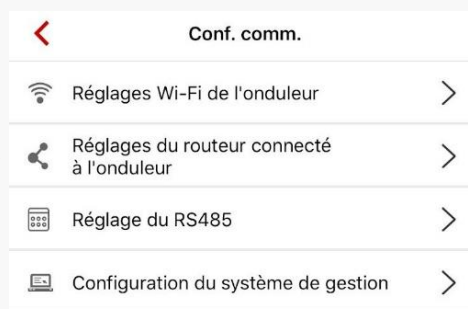 Conf. comm.
Réglages Wi-Fi de l'onduleur
Réglages du routeur connecté
à l'onduleur
Réglage du RS485
Configuration du système de gestion